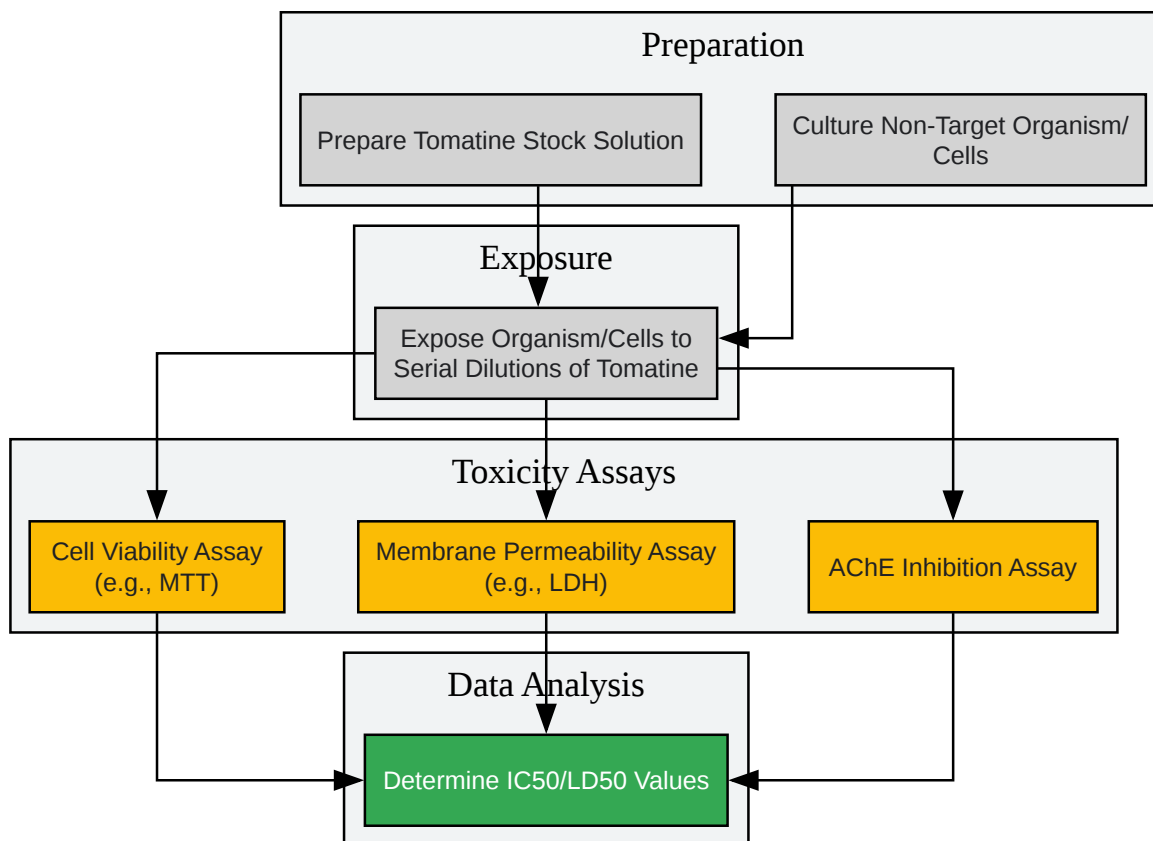 Preparation
Prepare Tomatine Stock Solution
Culture Non-Target Organism/
Cells
Exposure
Expose Organism/Cells to
Serial Dilutions of Tomatine
Toxicity Assays
Cell Viability Assay
(e.g., MTT)
Membrane Permeability Assay
(e.g., LDH)
AChE Inhibition Assay
Data Analysis
Determine IC50/LD50 Values